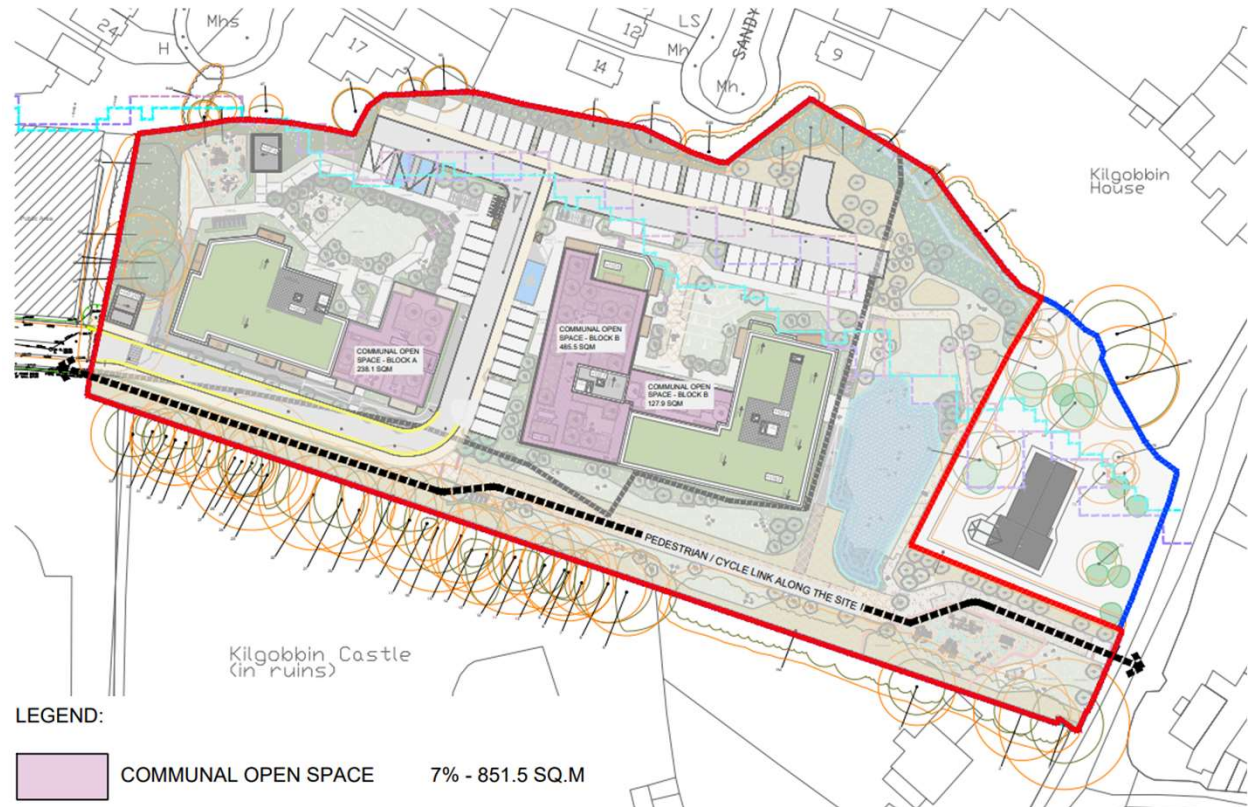 24
Mhs
H
17
LS
12
Mh
14
SANDY
9
Mh
Kilgobbin
House
COMMUNAL OPEN
SPACE - BLOCK A
238.1 SQM
COMMUNAL OPEN
SPACE - BLOCK B
485.5 SQM
COMMUNAL OPEN
SPACE - BLOCK B
127.9 SQM
PEDESTRIAN / CYCLE LINK ALONG THE SITE
Kilgobbin Castle
(in ruins)
LEGEND:
COMMUNAL OPEN SPACE 7% - 851.5 SQ.M